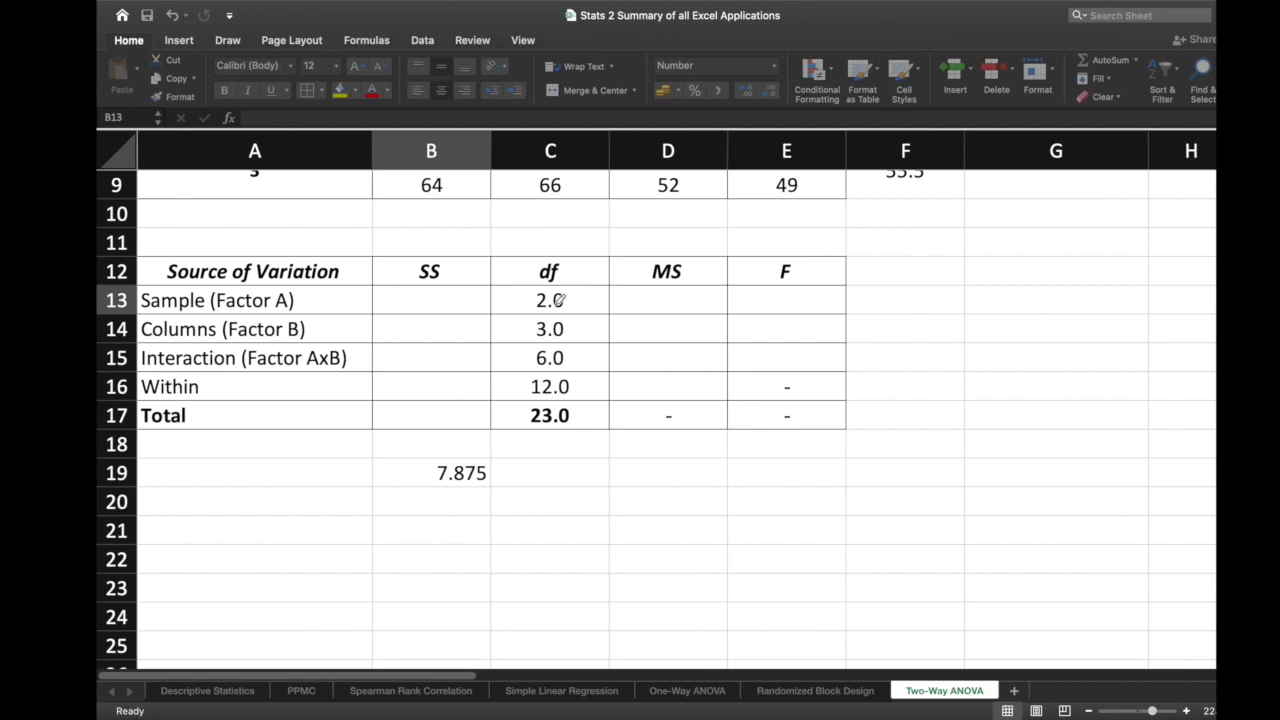 Stats 2 Summary of all Excel Applications
Search Sheet
Home Insert Draw Page Layout Formulas Data Review View
Share
Paste
Cut
Copy
Format
Calibri (Body) 12
B I U
Wrap Text
Merge & Center
Number
Conditional Formatting
Format as Table
Cell Styles
Insert
Delete
Format
AutoSum
Fill
Clear
Sort & Filter
Find & Select
B13 fx
A B C D E F G H
9 64 66 52 49
10
11
12 Source of Variation SS df MS F
13 Sample (Factor A) 2.0
14 Columns (Factor B) 3.0
15 Interaction (Factor AxB) 6.0
16 Within 12.0 -
17 Total 23.0 - -
18
19 7.875
20
21
22
23
24
25
Descriptive Statistics PPMC Spearman Rank Correlation Simple Linear Regression One-Way ANOVA Randomized Block Design Two-Way ANOVA
Ready